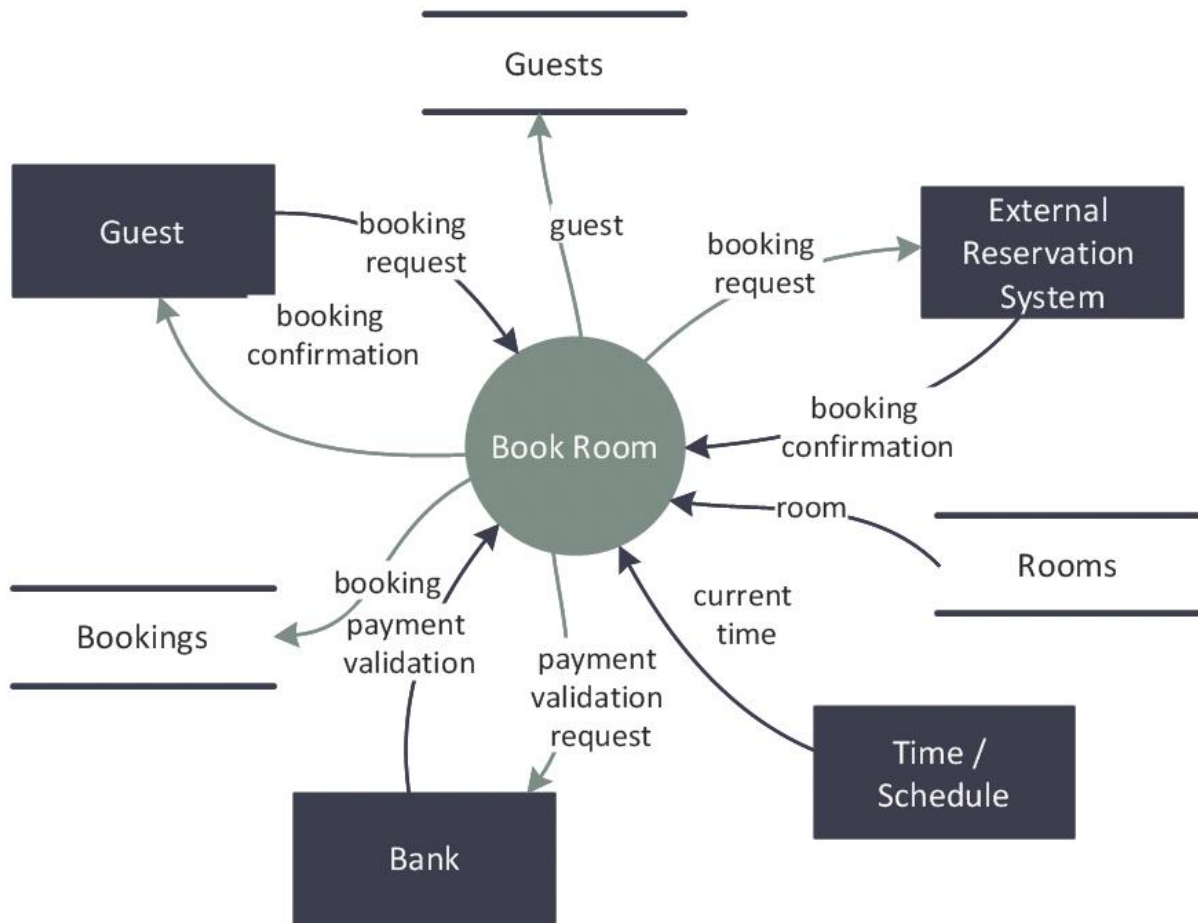 Guests
Guest
booking
request
guest
booking
request
External
Reservation
System
booking
confirmation
Book Room
booking
confirmation
room
Rooms
Bookings
booking
payment
validation
payment
validation
request
current
time
Time /
Schedule
Bank